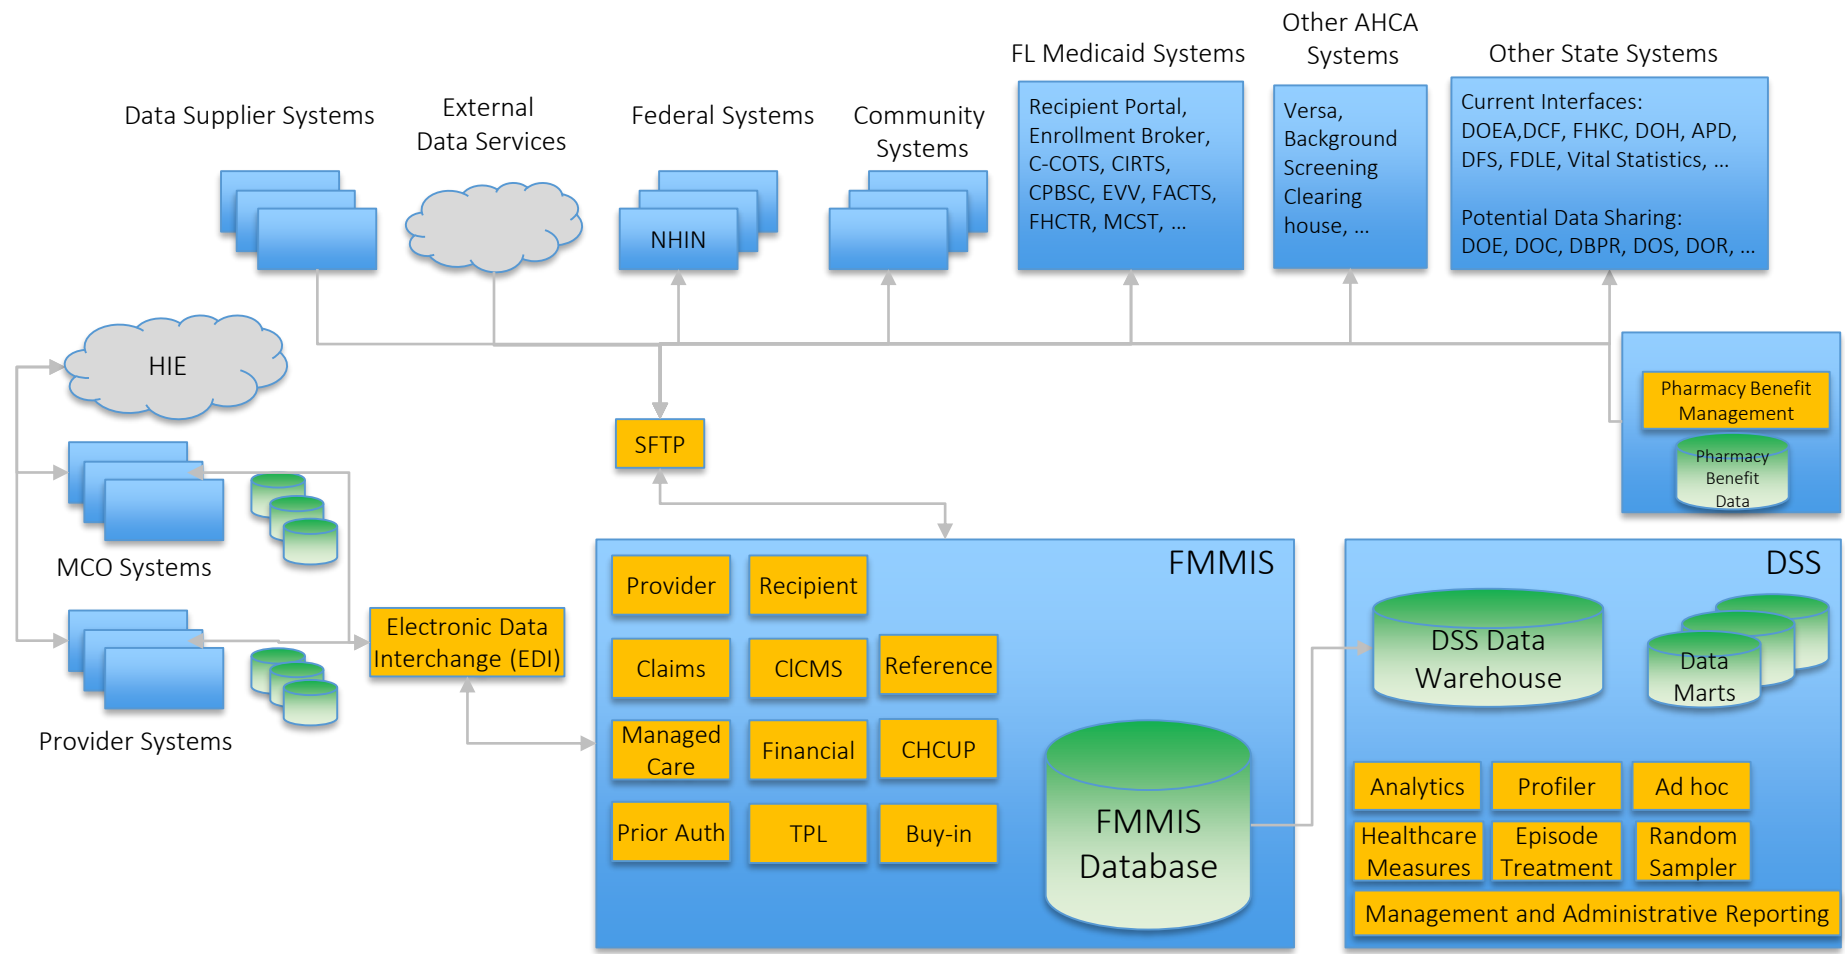 Data Supplier Systems
External
Data Services
Federal Systems
NHIN
Community
Systems
FL Medicaid Systems
Recipient Portal,
Enrollment Broker,
C-COTS, CIRTS,
CPBSC, EVV, FACTS,
FHCTR, MCST, ...
Other AHCA
Systems
Versa,
Background
Screening
Clearing
house, ...
Other State Systems
Current Interfaces:
DOEA,DCF, FHKC, DOH, APD,
DFS, FDLE, Vital Statistics, ...
Potential Data Sharing:
DOE, DOC, DBPR, DOS, DOR, ...
HIE
MCO Systems
Provider Systems
Electronic Data
Interchange (EDI)
SFTP
Pharmacy Benefit
Management
Pharmacy
Benefit
Data
FMMIS
Provider
Recipient
Claims
CICMS
Reference
Managed
Care
Financial
CHCUP
Prior Auth
TPL
Buy-in
FMMIS
Database
DSS
DSS Data
Warehouse
Data
Marts
Analytics
Profiler
Ad hoc
Healthcare
Measures
Episode
Treatment
Random
Sampler
Management and Administrative Reporting